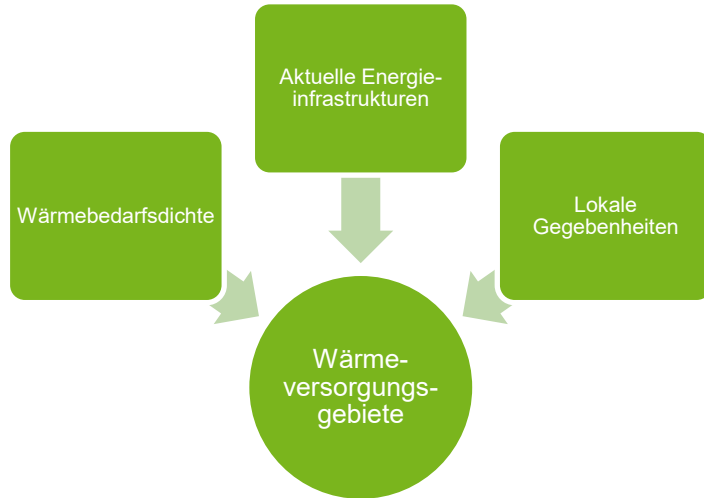 Aktuelle Energie-
infrastrukturen
Wärmebedarfsdichte
Lokale
Gegebenheiten
Wärme-
versorgungs-
gebiete